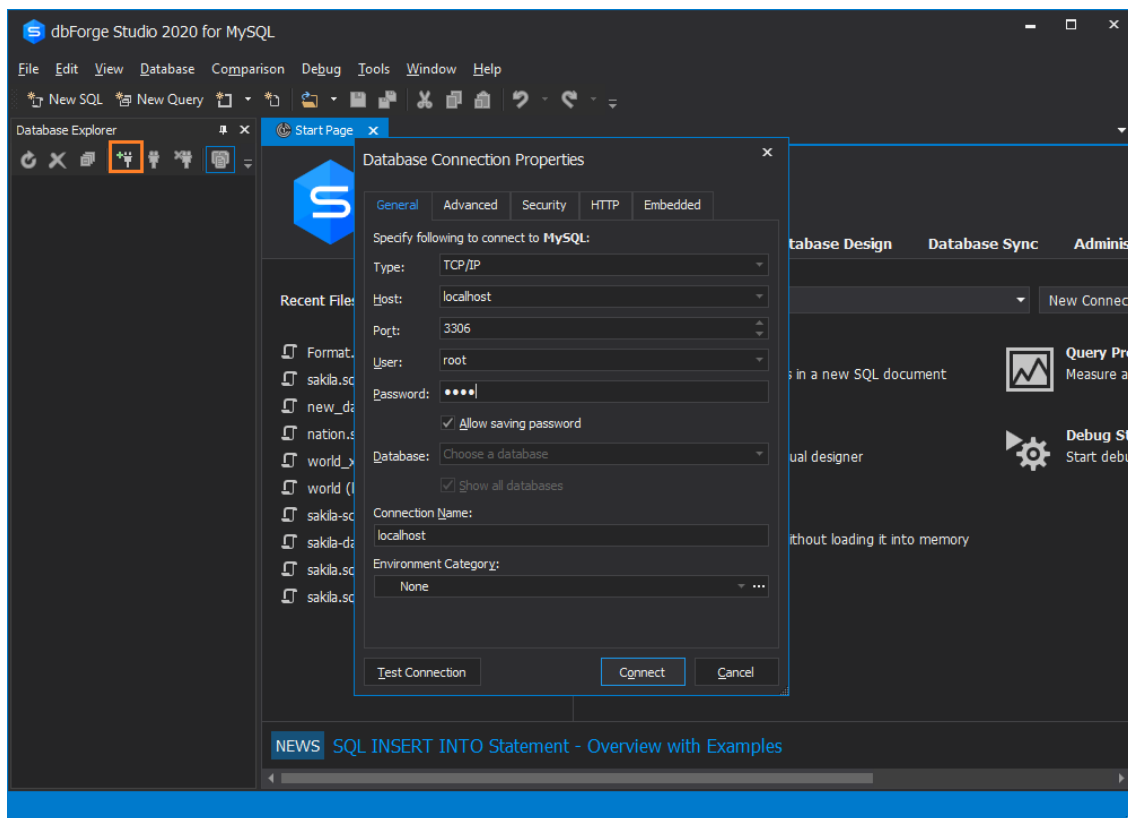 dbForge Studio 2020 for MySQL
File Edit View Database Comparison Debug Tools Window Help
New SQL New Query
Database Explorer
Start Page
Database Design Database Sync Adminis
Recent Files
New Connec
Format.
sakila.sc
new_da
nation.s
world_x
world (
sakila-sc
sakila-da
sakila.sc
sakila.sc
s in a new SQL document
ual designer
ithout loading it into memory
Query Pro
Measure a
Debug St
Start debu
Database Connection Properties
General Advanced Security HTTP Embedded
Specify following to connect to MySQL:
Type: TCP/IP
Host: localhost
Port: 3306
User: root
Password: ••••
Allow saving password
Database: Choose a database
Show all databases
Connection Name:
localhost
Environment Category:
None
Test Connection Connect Cancel
NEWS SQL INSERT INTO Statement - Overview with Examples